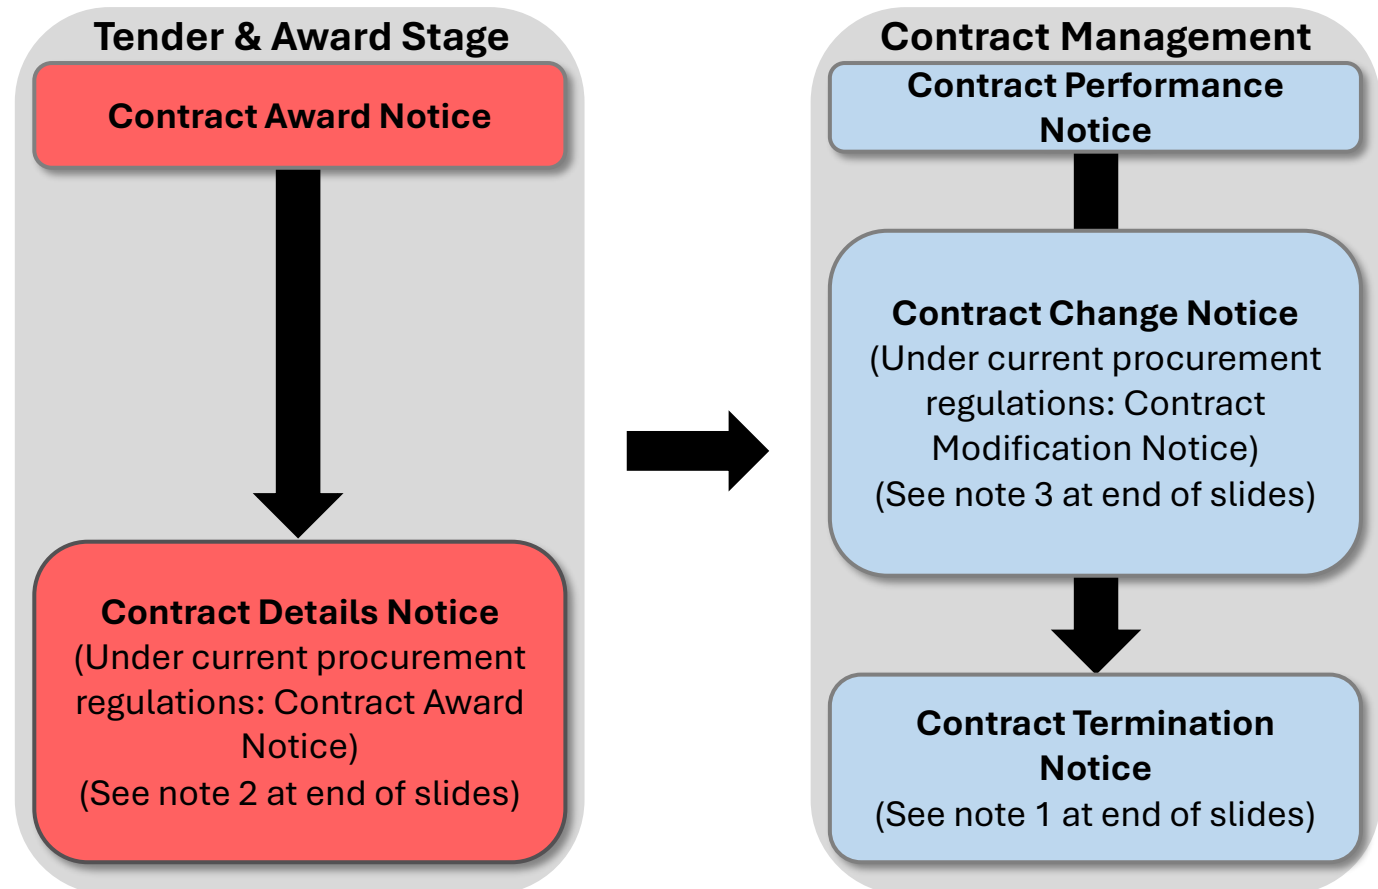 Tender & Award Stage
Contract Award Notice
Contract Details Notice
(Under current procurement
regulations: Contract Award
Notice)
(See note 2 at end of slides)
Contract Management
Contract Performance
Notice
Contract Change Notice
(Under current procurement
regulations: Contract
Modification Notice)
(See note 3 at end of slides)
Contract Termination
Notice
(See note 1 at end of slides)